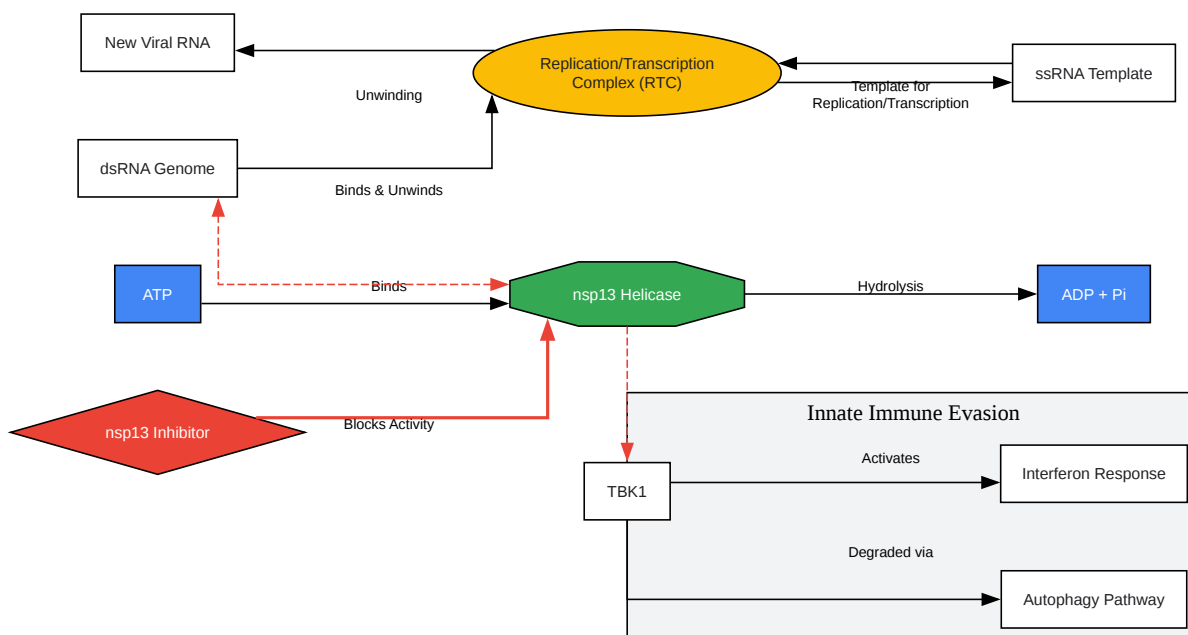 New Viral RNA
Replication/Transcription
Complex (RTC)
ssRNA Template
Unwinding
Template for
Replication/Transcription
dsRNA Genome
Binds & Unwinds
ATP
Binds
nsp13 Helicase
Hydrolysis
ADP + Pi
nsp13 Inhibitor
Blocks Activity
Innate Immune Evasion
TBK1
Activates
Interferon Response
Degraded via
Autophagy Pathway